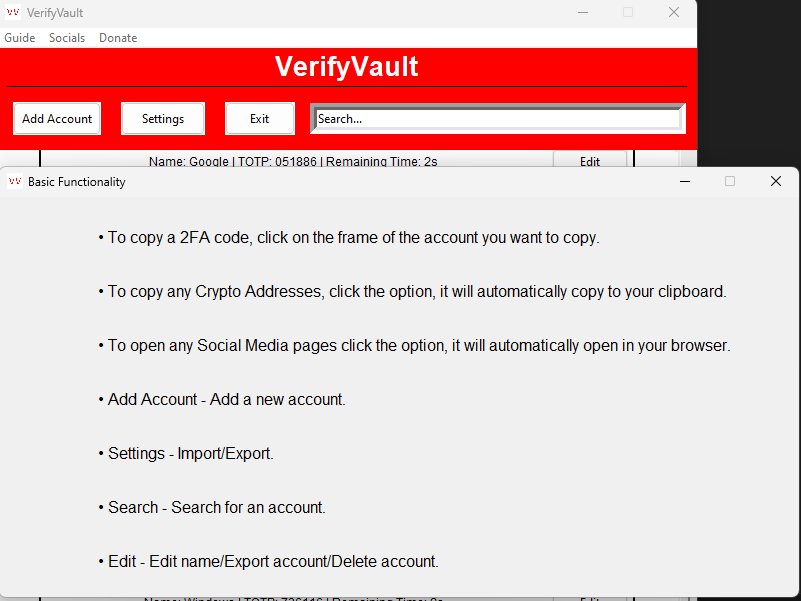 VerifyVault
Guide Socials Donate
VerifyVault
Add Account Settings Exit Search...
Name: Google | TOTP: 051886 | Remaining Time: 2s Edit
Basic Functionality
• To copy a 2FA code, click on the frame of the account you want to copy.
• To copy any Crypto Addresses, click the option, it will automatically copy to your clipboard.
• To open any Social Media pages click the option, it will automatically open in your browser.
• Add Account - Add a new account.
• Settings - Import/Export.
• Search - Search for an account.
• Edit - Edit name/Export account/Delete account.
Name: Windows | TOTP: | Remaining Time: Edit